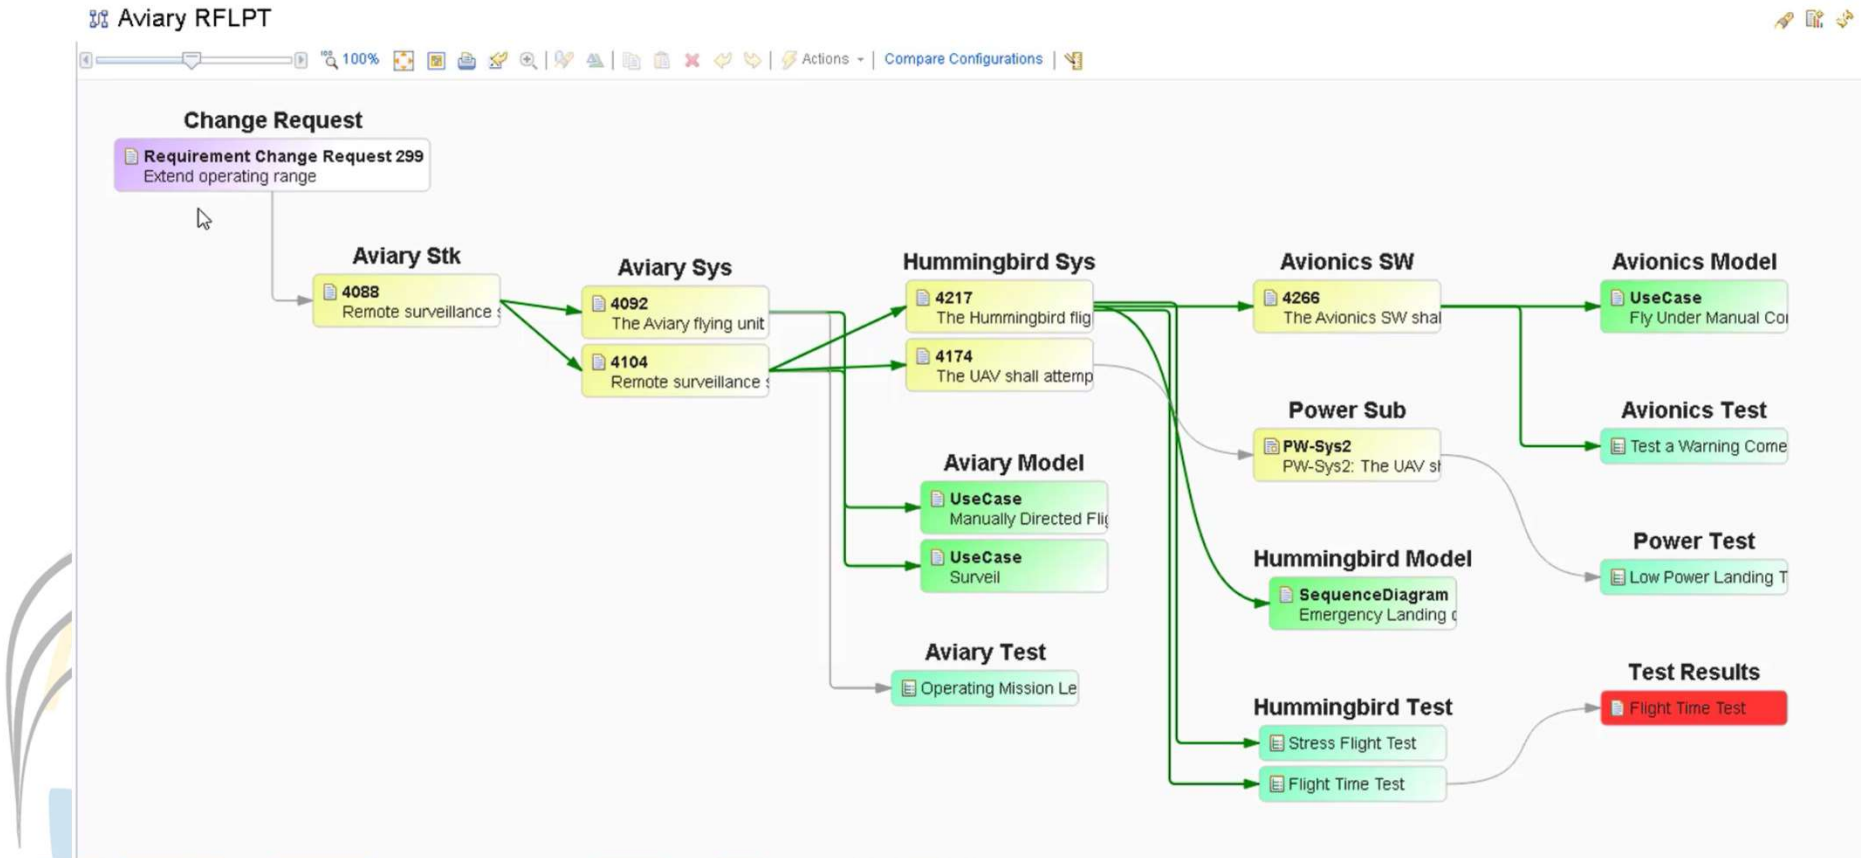 Aviary RFLPT
100%
Actions
Compare Configurations
Change Request
Requirement Change Request 299
Extend operating range
Aviary Stk
4088
Remote surveillance s
Aviary Sys
4092
The Aviary flying unit
4104
Remote surveillance s
Hummingbird Sys
4217
The Hummingbird flig
4174
The UAV shall attemp
Aviary Model
UseCase
Manually Directed Flig
UseCase
Surveil
Aviary Test
Operating Mission Le
Avionics SW
4266
The Avionics SW shal
Power Sub
PW-Sys2
PW-Sys2: The UAV sh
Hummingbird Model
SequenceDiagram
Emergency Landing
Hummingbird Test
Stress Flight Test
Flight Time Test
Avionics Model
UseCase
Fly Under Manual Co
Avionics Test
Test a Warning Come
Power Test
Low Power Landing T
Test Results
Flight Time Test